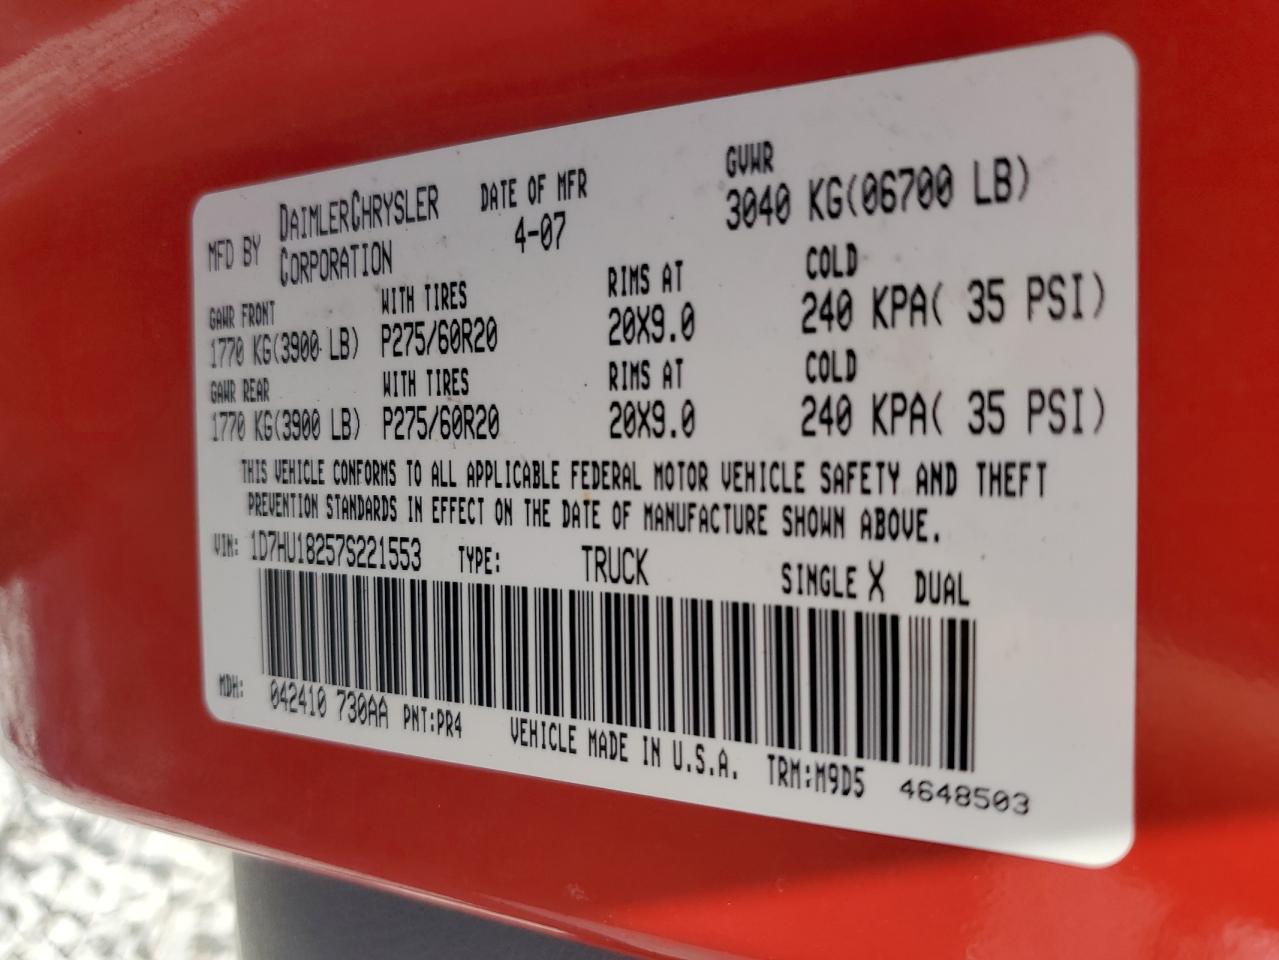 MFD BY DAIMLERCHRYSLER CORPORATION DATE OF MFR 4-07 GVWR 3040 KG(06700 LB)
GAWR FRONT WITH TIRES RIMS AT COLD
1770 KG(3900 LB) P275/60R20 20X9.0 240 KPA( 35 PSI)
GAWR REAR WITH TIRES RIMS AT COLD
1770 KG(3900 LB) P275/60R20 20X9.0 240 KPA( 35 PSI)
THIS VEHICLE CONFORMS TO ALL APPLICABLE FEDERAL MOTOR VEHICLE SAFETY AND THEFT
PREVENTION STANDARDS IN EFFECT ON THE DATE OF MANUFACTURE SHOWN ABOVE.
VIN: 1D7HU18257S221553 TYPE: TRUCK SINGLE X DUAL
MDH: 042410 730AA PNT:PR4 VEHICLE MADE IN U.S.A. TRM:M9D5 4648503